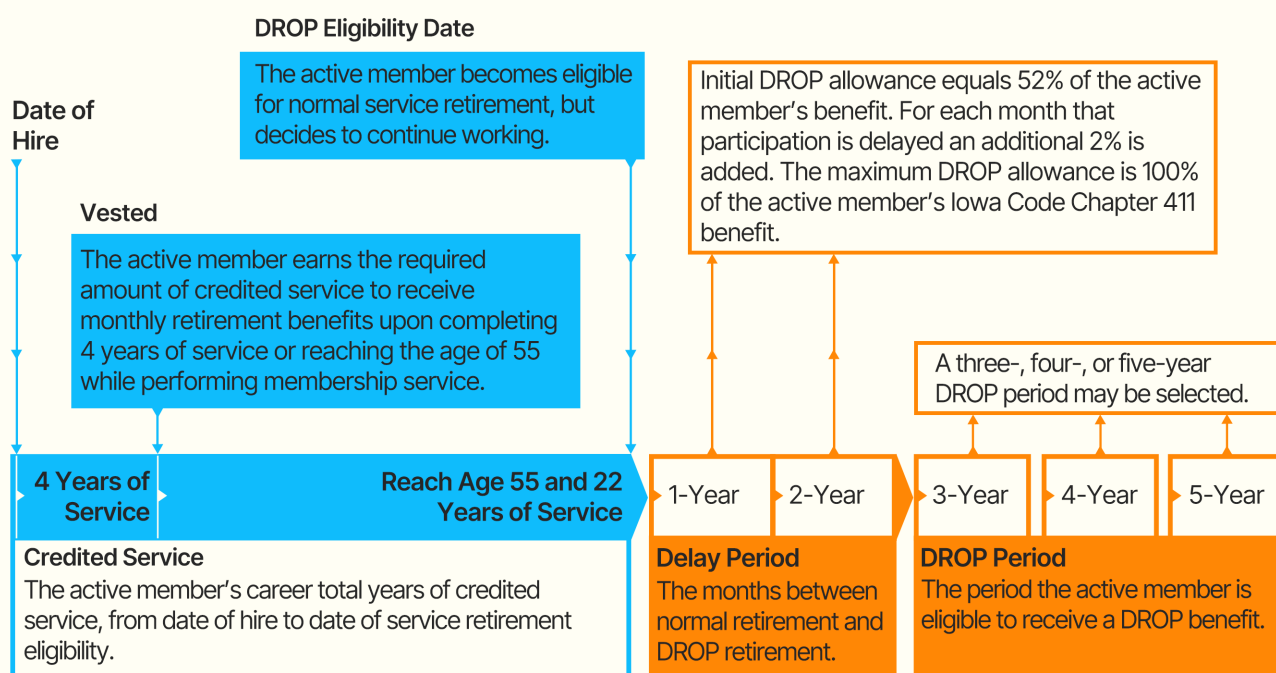 DROP Eligibility Date
The active member becomes eligible
for normal service retirement, but
decides to continue working.
Date of
Hire
Vested
The active member earns the required
amount of credited service to receive
monthly retirement benefits upon completing
4 years of service or reaching the age of 55
while performing membership service.
Initial DROP allowance equals 52% of the active
member's benefit. For each month that
participation is delayed an additional 2% is
added. The maximum DROP allowance is 100%
of the active member's Iowa Code Chapter 411
benefit.
A three-, four-, or five-year
DROP period may be selected.
4 Years of
Service
Reach Age 55 and 22
Years of Service
1-Year
2-Year
3-Year
4-Year
5-Year
Credited Service
The active member's career total years of credited
service, from date of hire to date of service retirement
eligibility.
Delay Period
The months between
normal retirement and
DROP retirement.
DROP Period
The period the active member is
eligible to receive a DROP benefit.